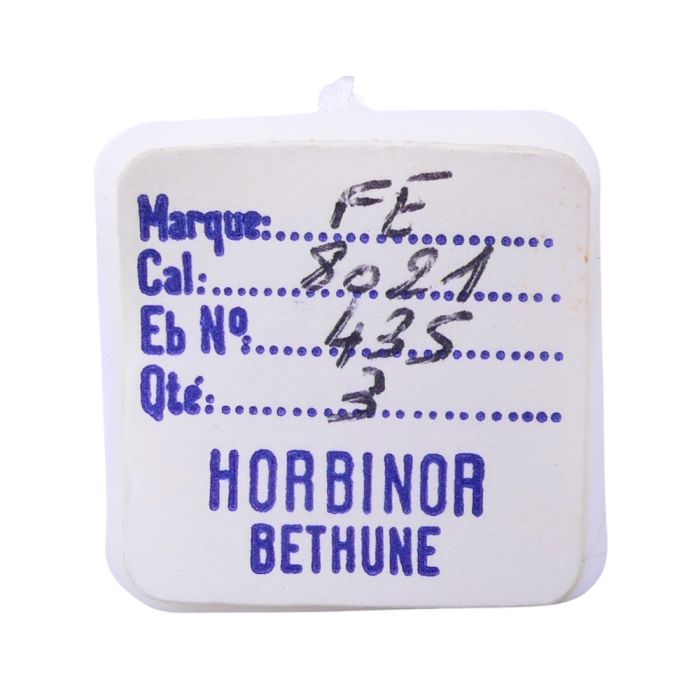 Marque: FE
Cal: 8021
Eb Nº: 435
Qté: 3
HORBINOR
BETHUNE